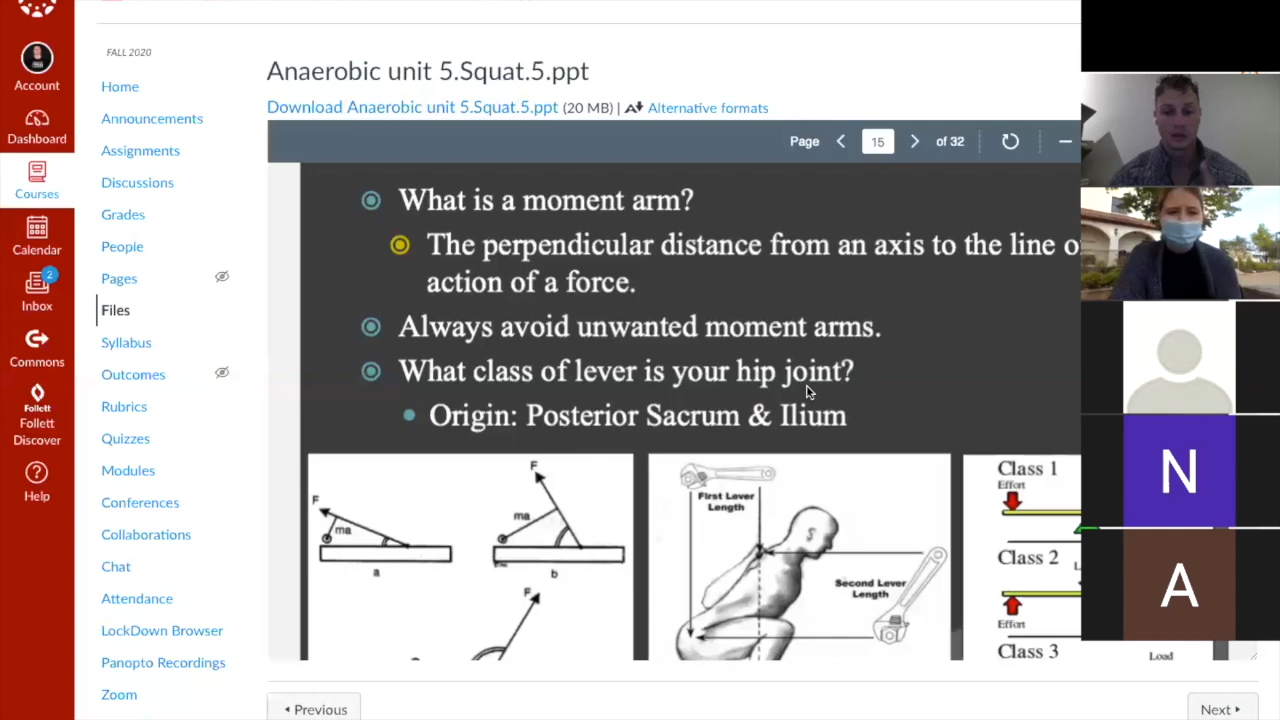 Account
Dashboard
Courses
Calendar
2
Inbox
Commons
Follett
Follett
Discover
Help
FALL 2020
Home
Announcements
Assignments
Discussions
Grades
People
Pages
Files
Syllabus
Outcomes
Rubrics
Quizzes
Modules
Conferences
Collaborations
Chat
Attendance
LockDown Browser
Panopto Recordings
Zoom
Anaerobic unit 5.Squat.5.ppt
Download Anaerobic unit 5.Squat.5.ppt (20 MB) | Alternative formats
Page 15 of 32
What is a moment arm?
The perpendicular distance from an axis to the line
action of a force.
Always avoid unwanted moment arms.
What class of lever is your hip joint?
Origin: Posterior Sacrum & Ilium
F
ma
a
F
ma
b
F
First Lever
Length
Second Lever
Length
Class 1
Effort
Class 2
Effort
Class 3
Load
Previous
Next
N
A